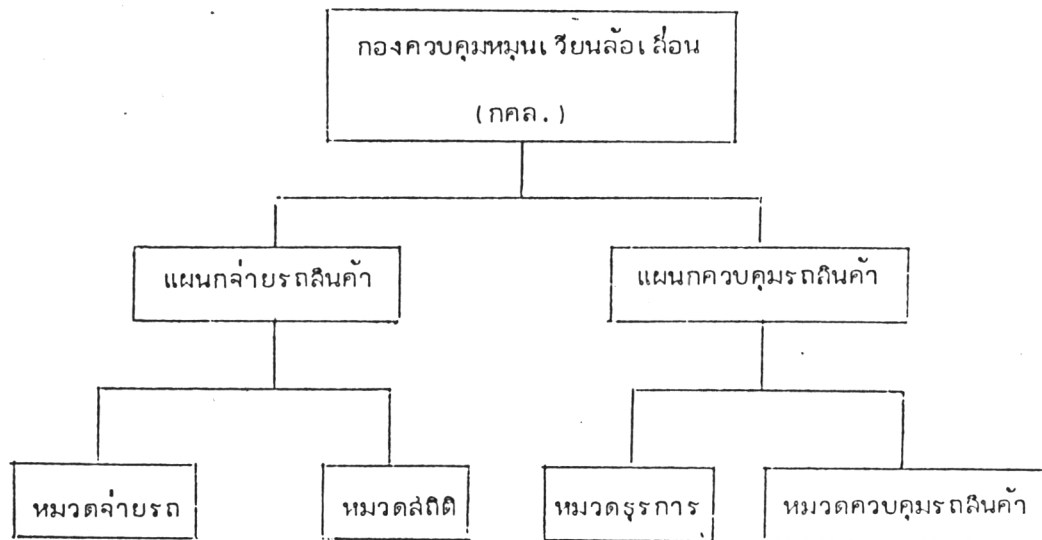 กองควบคุมหมุนเวียนล้อเลื่อน
(กคล.)
แผนกจ่ายรถสินค้า
แผนกควบคุมรถสินค้า
หมวดจ่ายรถ
หมวดสถิติ
หมวดธุรการ
หมวดควบคุมรถสินค้า